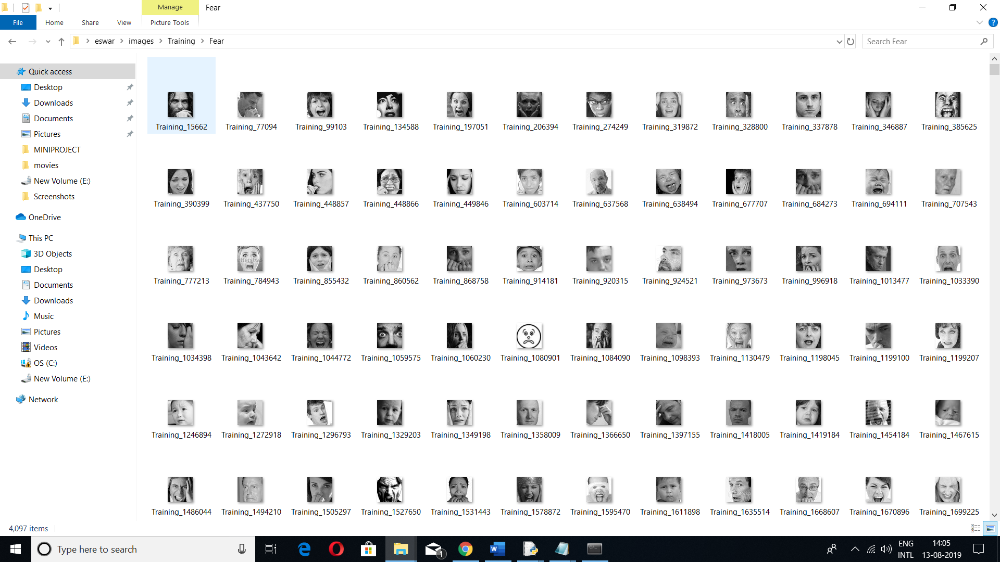 Manage
Fear
File
Home
Share
View
Picture Tools
eswar
images
Training
Fear
Search Fear
Quick access
Desktop
Downloads
Documents
Pictures
MINIPROJECT
movies
New Volume (E:)
Screenshots
OneDrive
This PC
3D Objects
Desktop
Documents
Downloads
Music
Pictures
Videos
OS (C:)
New Volume (E:)
Network
Training_15662 Training_77094 Training_99103 Training_134588 Training_197051 Training_206394 Training_274249 Training_319872 Training_328800 Training_337878 Training_346887 Training_385625
Training_390399 Training_437750 Training_448857 Training_448866 Training_449846 Training_603714 Training_637568 Training_638494 Training_677707 Training_684273 Training_694111 Training_707543
Training_777213 Training_784943 Training_855432 Training_860562 Training_868758 Training_914181 Training_920315 Training_924521 Training_973673 Training_996918 Training_1013477 Training_1033390
Training_1034398 Training_1043642 Training_1044772 Training_1059575 Training_1060230 Training_1080901 Training_1084090 Training_1098393 Training_1130479 Training_1198045 Training_1199100 Training_1199207
Training_1246894 Training_1272918 Training_1296793 Training_1329203 Training_1349198 Training_1358009 Training_1366650 Training_1397155 Training_1418005 Training_1419184 Training_1454184 Training_1467615
Training_1486044 Training_1494210 Training_1505297 Training_1527650 Training_1531443 Training_1578872 Training_1595470 Training_1611898 Training_1635514 Training_1668607 Training_1670896 Training_1699225
4,097 items
Type here to search
1
ENG
INTL
14:05
13-08-2019